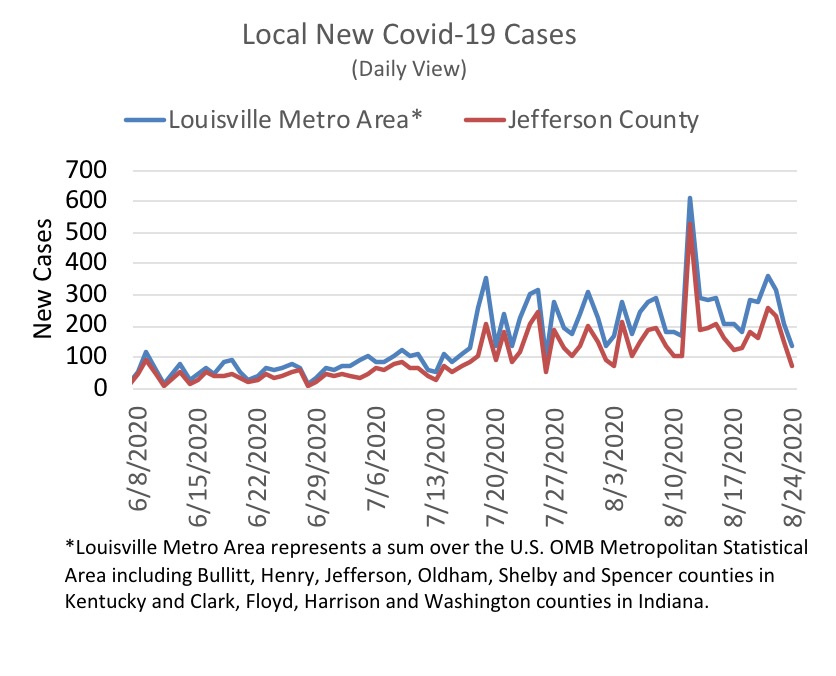 Local New Covid-19 Cases
(Daily View)
Louisville Metro Area*
Jefferson County
New Cases
700
600
500
400
300
200
100
0
6/8/2020
6/15/2020
6/22/2020
6/29/2020
7/6/2020
7/13/2020
7/20/2020
7/27/2020
8/3/2020
8/10/2020
8/17/2020
8/24/2020
*Louisville Metro Area represents a sum over the U.S. OMB Metropolitan Statistical
Area including Bullitt, Henry, Jefferson, Oldham, Shelby and Spencer counties in
Kentucky and Clark, Floyd, Harrison and Washington counties in Indiana.